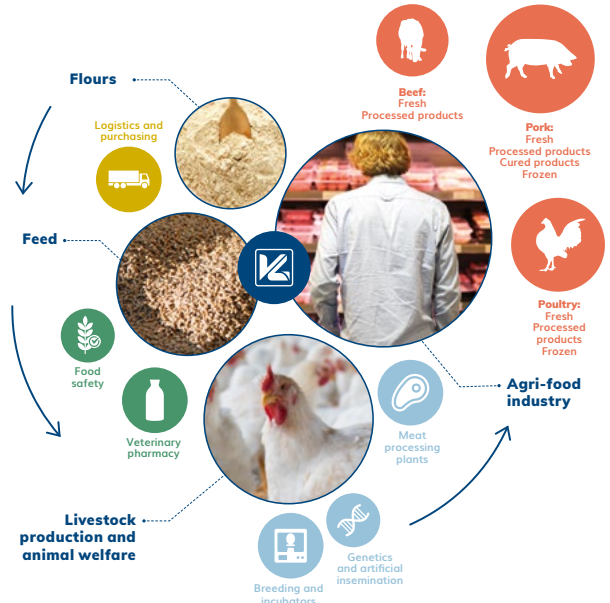 Flours
Logistics and
purchasing
Beef:
Fresh
Processed products
Pork:
Fresh
Processed products
Cured products
Frozen
Feed
Poultry:
Fresh
Processed
products
Frozen
Food
safety
Veterinary
pharmacy
Agri-food
industry
Meat
processing
plants
Livestock
production and
animal welfare
Genetics
and artificial
insemination
Breeding and
incubators